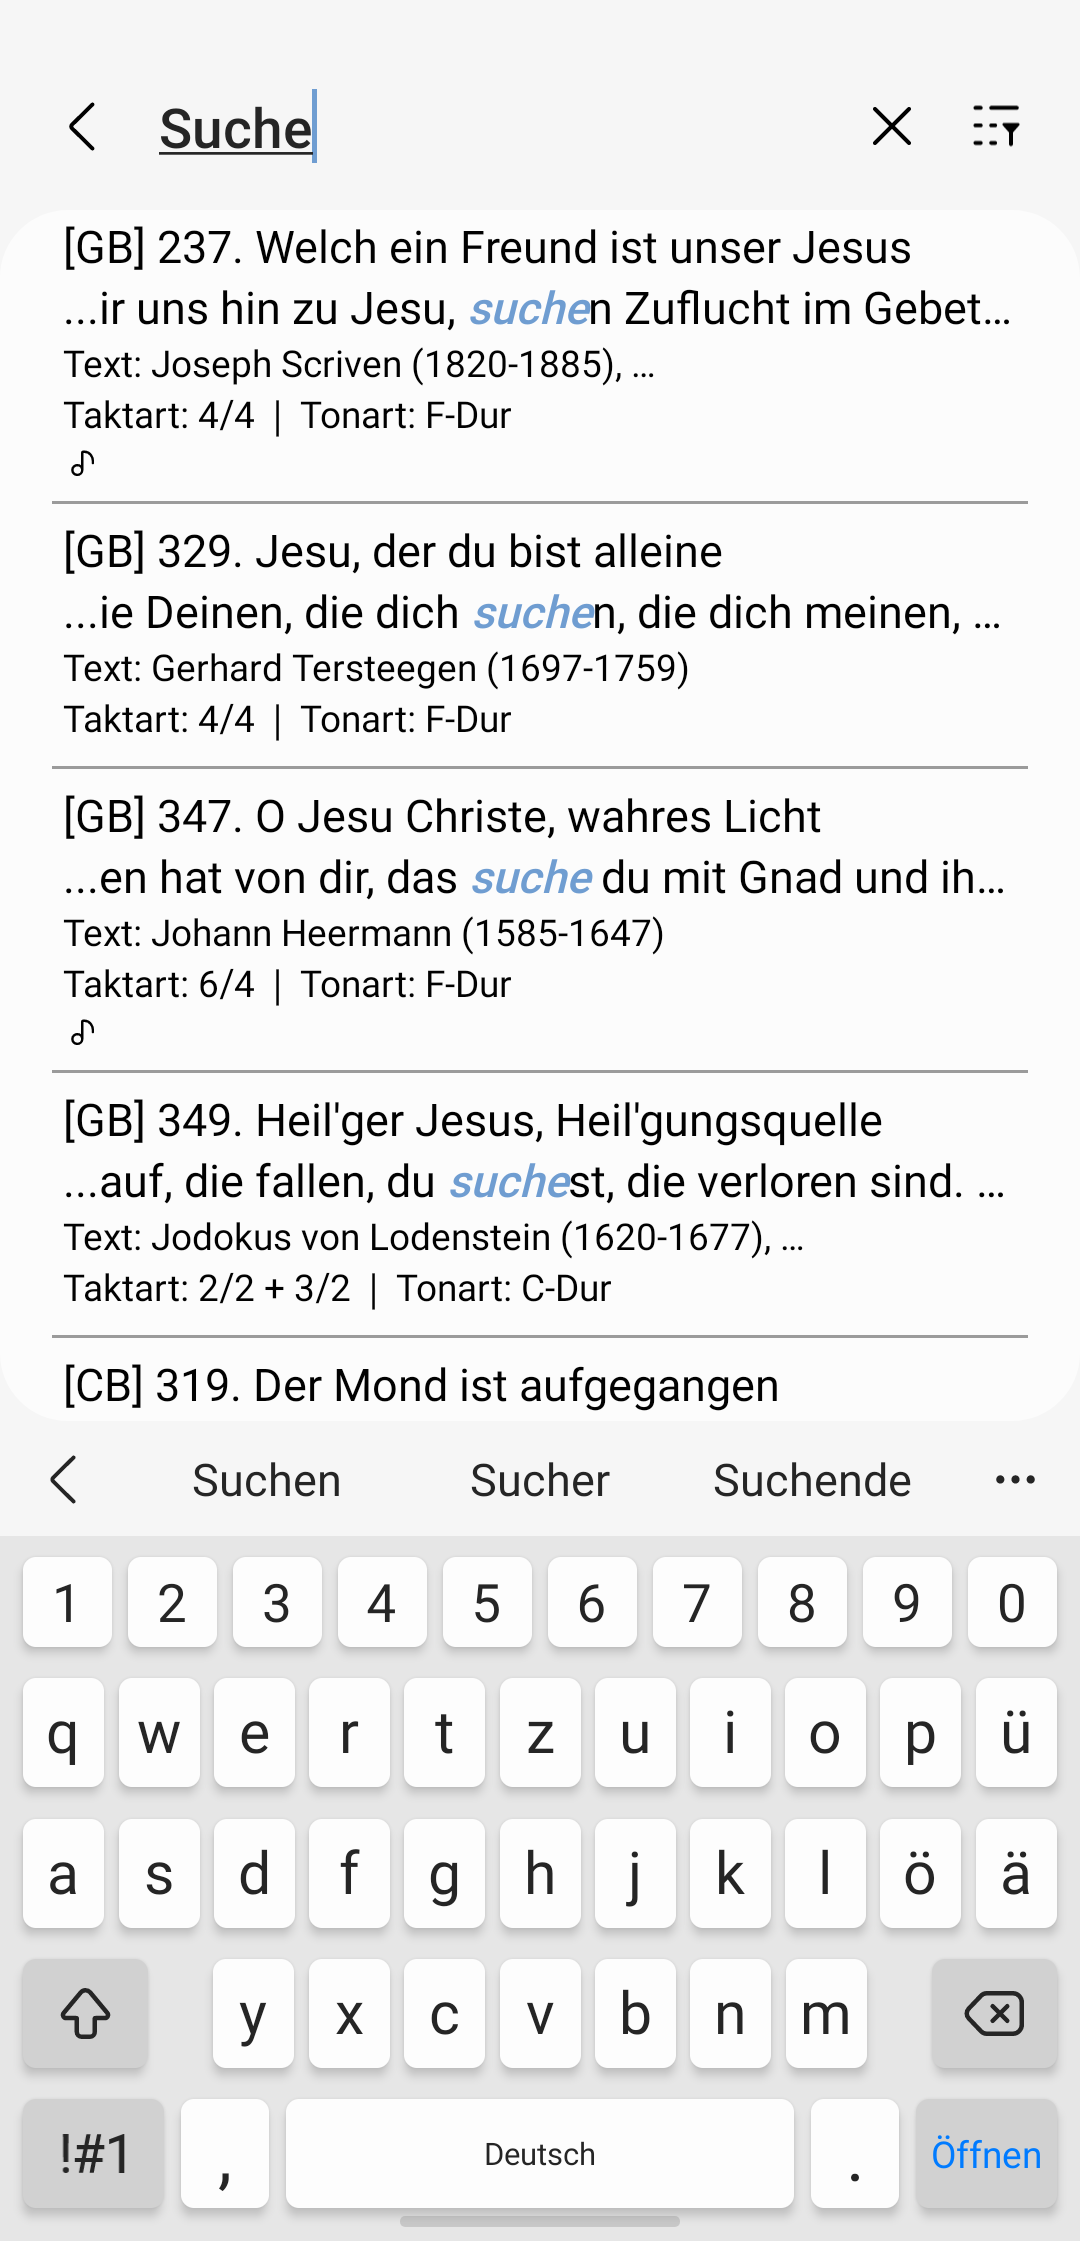 Suche
[GB] 237. Welch ein Freund ist unser Jesus
...ir uns hin zu Jesu, suchen Zuflucht im Gebet...
Text: Joseph Scriven (1820-1885), ...
Taktart: 4/4 | Tonart: F-Dur
[GB] 329. Jesu, der du bist alleine
...ie Deinen, die dich suchen, die dich meinen, ...
Text: Gerhard Tersteegen (1697-1759)
Taktart: 4/4 | Tonart: F-Dur
[GB] 347. O Jesu Christe, wahres Licht
...en hat von dir, das suche du mit Gnad und ih...
Text: Johann Heermann (1585-1647)
Taktart: 6/4 | Tonart: F-Dur
[GB] 349. Heil'ger Jesus, Heil'gungsquelle
...auf, die fallen, du suchest, die verloren sind. ...
Text: Jodokus von Lodenstein (1620-1677), ...
Taktart: 2/2 + 3/2 | Tonart: C-Dur
[CB] 319. Der Mond ist aufgegangen
Suchen Sucher Suchende
1 2 3 4 5 6 7 8 9 0
q w e r t z u i o p ü
a s d f g h j k l ö ä
y x c v b n m
!#1 , Deutsch . Öffnen